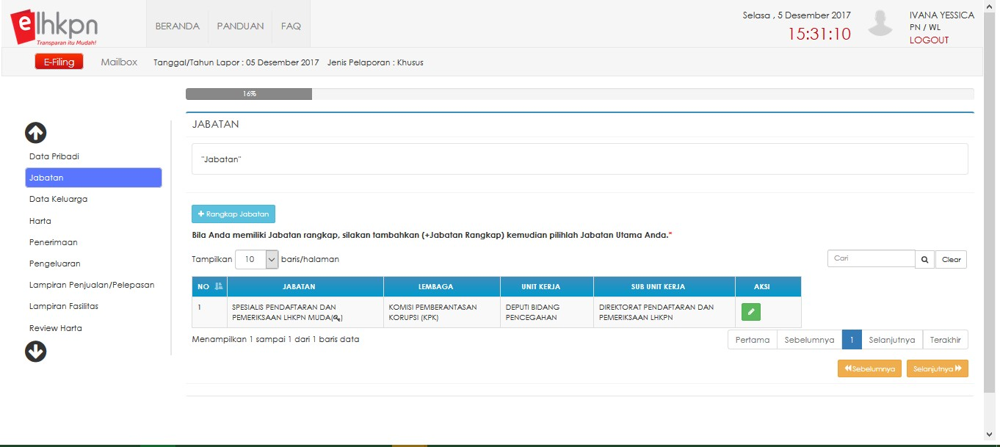 elhkpn
Transparan itu Mudah!
BERANDA PANDUAN FAQ
Selasa , 5 Desember 2017
15:31:10
IVANA YESSICA
PN / WL
LOGOUT
E-Filing Mailbox Tanggal/Tahun Lapor : 05 Desember 2017 Jenis Pelaporan : Khusus
16%
Data Pribadi
Jabatan
Data Keluarga
Harta
Penerimaan
Pengeluaran
Lampiran Penjualan/Pelepasan
Lampiran Fasilitas
Review Harta
JABATAN
"Jabatan"
+ Rangkap Jabatan
Bila Anda memiliki Jabatan rangkap, silakan tambahkan (+Jabatan Rangkap) kemudian pilihlah Jabatan Utama Anda.*
Tampilkan 10 baris/halaman
Cari Clear
NO JABATAN LEMBAGA UNIT KERJA SUB UNIT KERJA AKSI
1 SPESIALIS PENDAFTARAN DAN KOMISI PEMBERANTASAN DEPUTI BIDANG DIREKTORAT PENDAFTARAN DAN
PEMERIKSAAN LHKPN MUDA() KORUPSI (KPK) PENCEGAHAN PEMERIKSAAN LHKPN
Menampilkan 1 sampai 1 dari 1 baris data
Pertama Sebelumnya 1 Selanjutnya Terakhir
Sebelumnya Selanjutnya